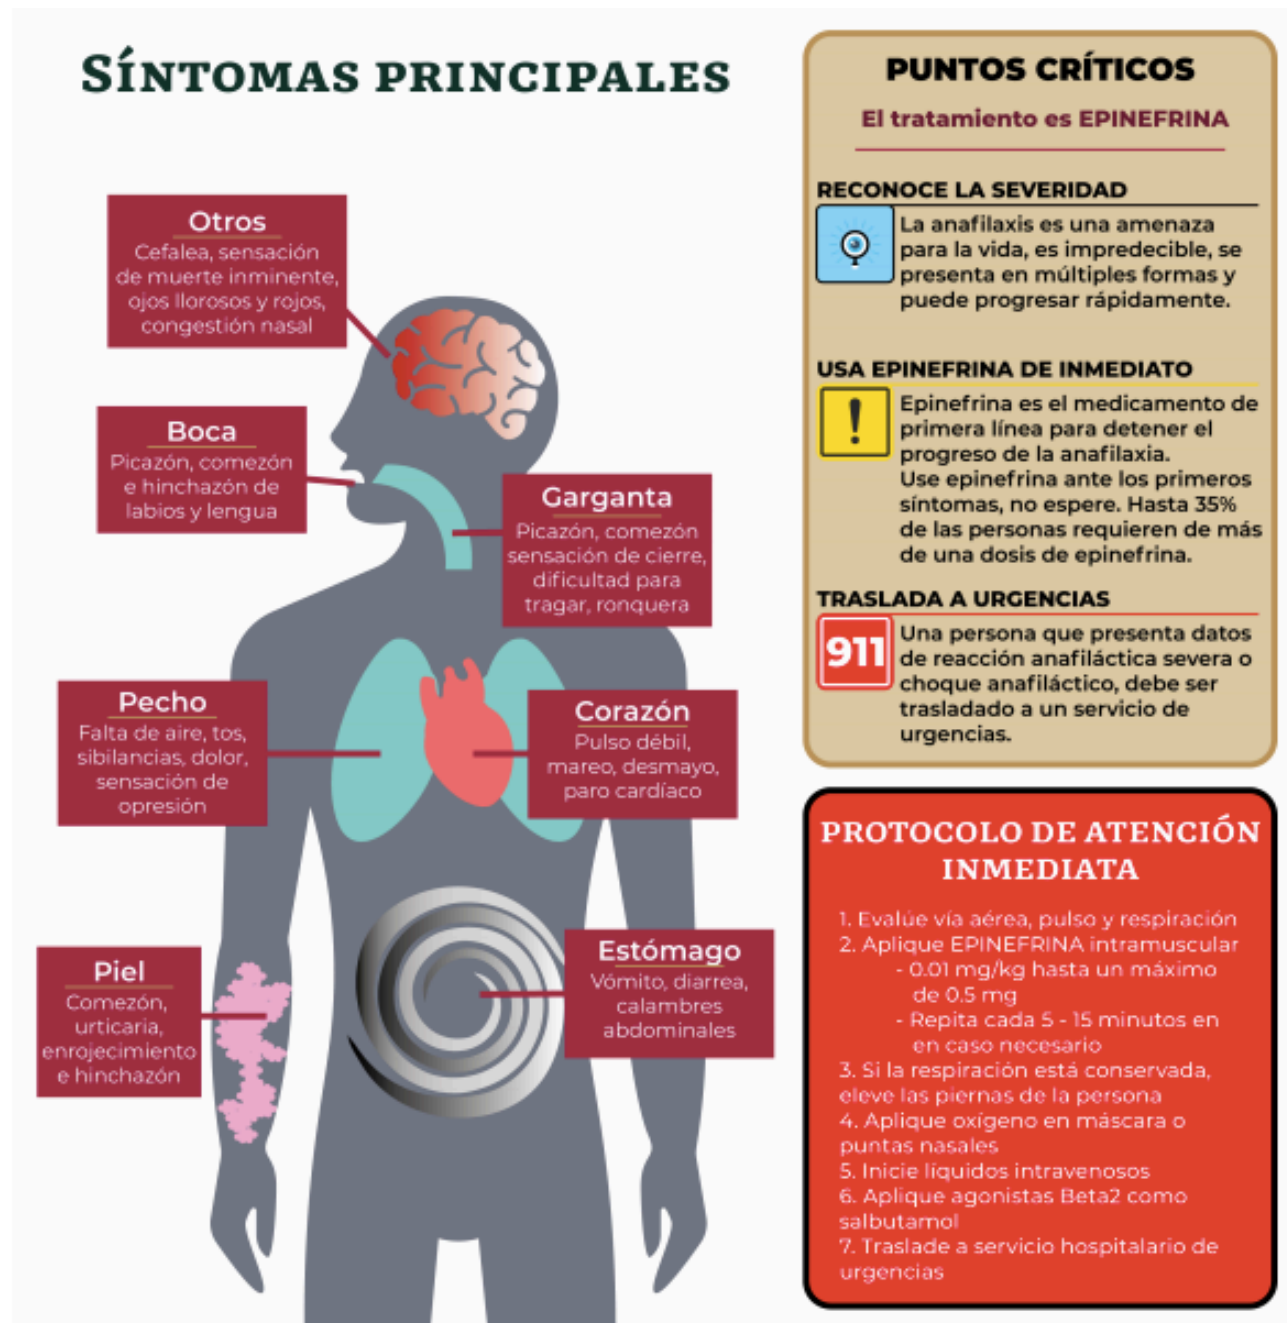 SÍNTOMAS PRINCIPALES
Otros
Cefalea, sensación
de muerte inminente,
ojos llorosos y rojos,
congestión nasal
Boca
Picazón, comezón
e hinchazón de
labios y lengua
Garganta
Picazón, comezón
sensación de cierre,
dificultad para
tragar, ronquera
Pecho
Falta de aire, tos,
sibilancias, dolor,
sensación de
opresión
Corazón
Pulso débil,
mareo, desmayo,
paro cardíaco
Piel
Comezón,
urticaria,
enrojecimiento
e hinchazón
Estómago
Vómito, diarrea,
calambres
abdominales
PUNTOS CRÍTICOS
El tratamiento es EPINEFRINA
RECONOCE LA SEVERIDAD
La anafilaxis es una amenaza
para la vida, es impredecible, se
presenta en múltiples formas y
puede progresar rápidamente.
USA EPINEFRINA DE INMEDIATO
!
Epinefrina es el medicamento de
primera línea para detener el
progreso de la anafilaxia.
Use epinefrina ante los primeros
síntomas, no espere. Hasta 35%
de las personas requieren de más
de una dosis de epinefrina.
TRASLADA A URGENCIAS
911
Una persona que presenta datos
de reacción anafiláctica severa o
choque anafiláctico, debe ser
trasladado a un servicio de
urgencias.
PROTOCOLO DE ATENCIÓN
INMEDIATA
1. Evalúe vía aérea, pulso y respiración
2. Aplique EPINEFRINA intramuscular
- 0.01 mg/kg hasta un máximo
de 0.5 mg
- Repita cada 5 - 15 minutos en
en caso necesario
3. Si la respiración está conservada,
eleve las piernas de la persona
4. Aplique oxígeno en máscara o
puntas nasales
5. Inicie líquidos intravenosos
6. Aplique agonistas Beta2 como
salbutamol
7. Traslade a servicio hospitalario de
urgencias